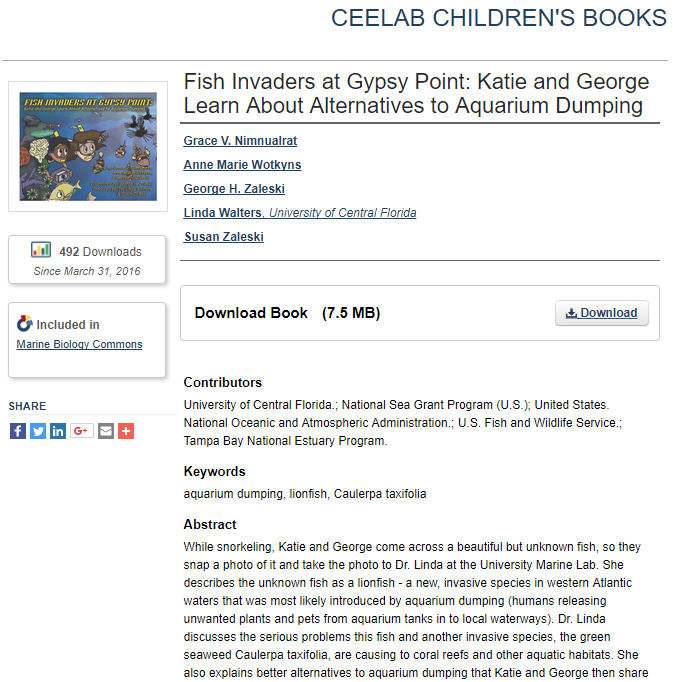 CEELAB CHILDREN'S BOOKS
FISH INVADERS AT GYPSY POINT:
Katie and George Learn About Alternatives to Aquarium Dumping
Fish Invaders at Gypsy Point: Katie and George
Learn About Alternatives to Aquarium Dumping
Grace V. Nimnualrat
Anne Marie Wotkyns
George H. Zaleski
Linda Walters, University of Central Florida
Susan Zaleski
492 Downloads
Since March 31, 2016
Included in
Marine Biology Commons
SHARE
G+
Download Book (7.5 MB)
Download
Contributors
University of Central Florida.; National Sea Grant Program (U.S.); United States.
National Oceanic and Atmospheric Administration.; U.S. Fish and Wildlife Service.;
Tampa Bay National Estuary Program.
Keywords
aquarium dumping, lionfish, Caulerpa taxifolia
Abstract
While snorkeling, Katie and George come across a beautiful but unknown fish, so they
snap a photo of it and take the photo to Dr. Linda at the University Marine Lab. She
describes the unknown fish as a lionfish - a new, invasive species in western Atlantic
waters that was most likely introduced by aquarium dumping (humans releasing
unwanted plants and pets from aquarium tanks in to local waterways). Dr. Linda
discusses the serious problems this fish and another invasive species, the green
seaweed Caulerpa taxifolia, are causing to coral reefs and other aquatic habitats. She
also explains better alternatives to aquarium dumping that Katie and George then share